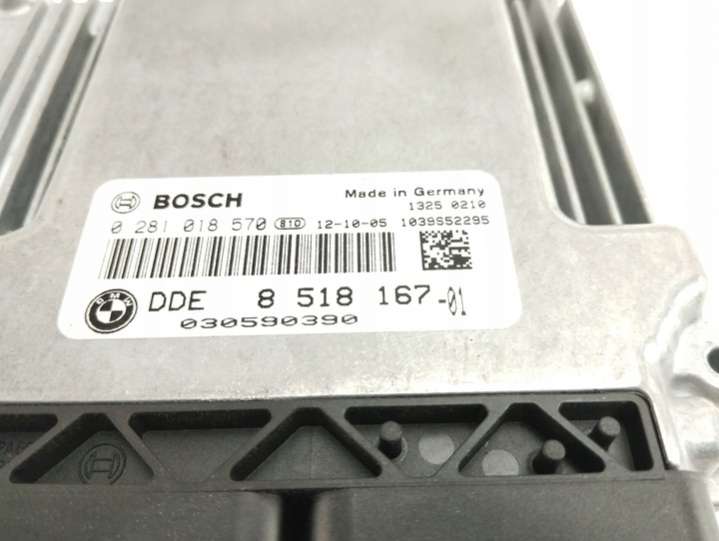 BOSCH Made in Germany
1325 0210
0 281 018 570 810 12-10-05 1039S52295
BMW DDE 8 518 167-01
030590390